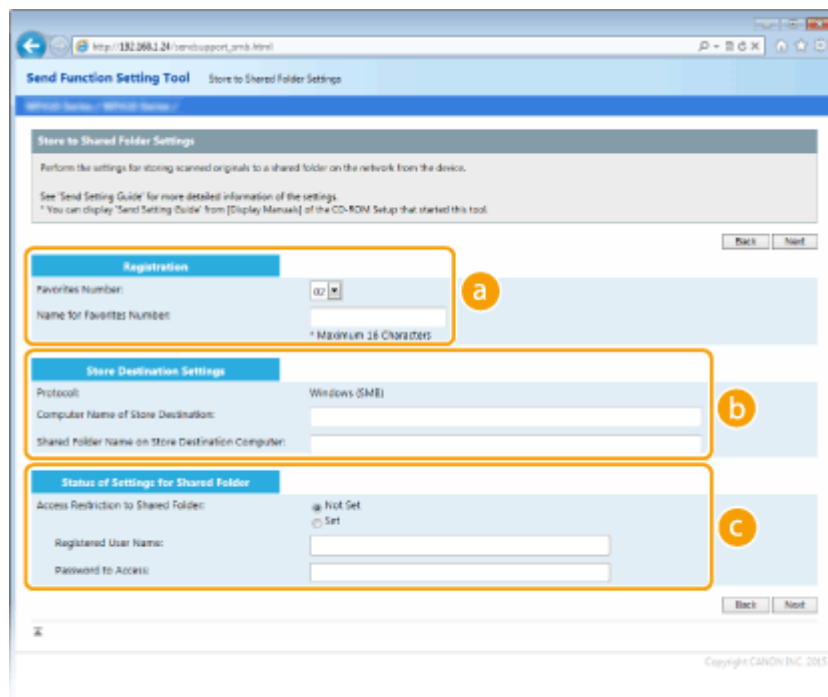 http://192.168.1.24/sendsupport_smb.html
Send Function Setting Tool Store to Shared Folder Settings
Store to Shared Folder Settings
Perform the settings for storing scanned originals to a shared folder on the network from the device.
See 'Send Setting Guide' for more detailed information of the settings.
* You can display 'Send Setting Guide' from [Display Manuals] of the CD-ROM Setup that started this tool.
Back Next
Registration
Favorites Number: 02
a
Name for Favorites Number:
* Maximum 16 Characters
Store Destination Settings
Protocol: Windows (SMB)
Computer Name of Store Destination:
b
Shared Folder Name on Store Destination Computer:
Status of Settings for Shared Folder
Access Restriction to Shared Folder: Not Set
Set
c
Registered User Name:
Password to Access:
Back Next
Copyright CANON INC. 2015